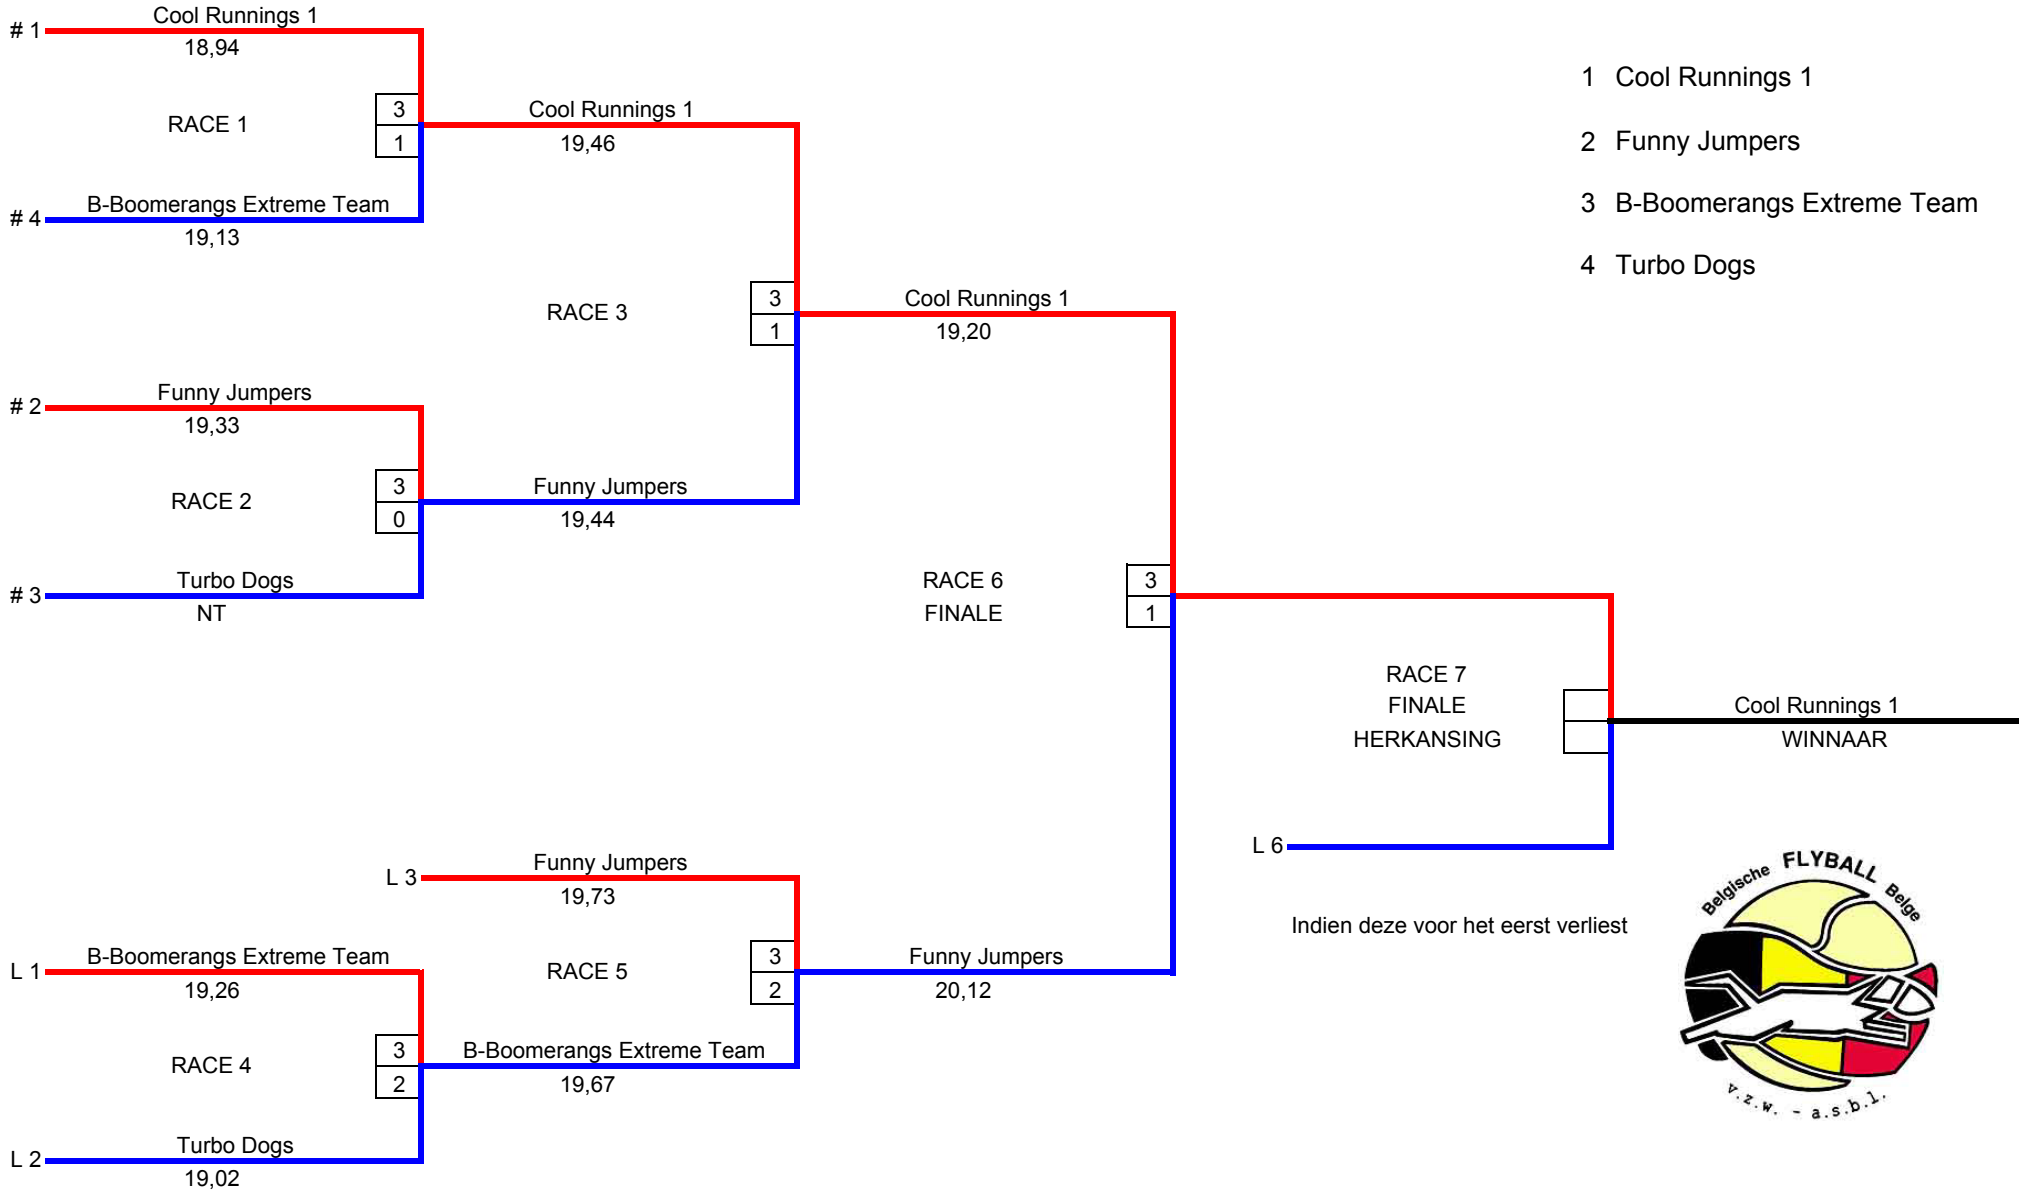 Cool Runnings 1
# 1
18,94
RACE 1
3
1
B-Boomerangs Extreme Team
# 4
19,13
Cool Runnings 1
19,46
RACE 3
3
1
Funny Jumpers
# 2
19,33
RACE 2
3
0
Turbo Dogs
# 3
NT
Funny Jumpers
19,44
Cool Runnings 1
19,20
RACE 6
FINALE
3
1
1 Cool Runnings 1
2 Funny Jumpers
3 B-Boomerangs Extreme Team
4 Turbo Dogs
RACE 7
FINALE
HERKANSING
Cool Runnings 1
WINNAAR
L 6
Indien deze voor het eerst verliest
L 3
Funny Jumpers
19,73
RACE 5
3
2
Funny Jumpers
20,12
B-Boomerangs Extreme Team
L 1
19,26
RACE 4
3
2
B-Boomerangs Extreme Team
19,67
Turbo Dogs
L 2
19,02
Belgische FLYBALL Belge
v.z.w. - a.s.b.l.